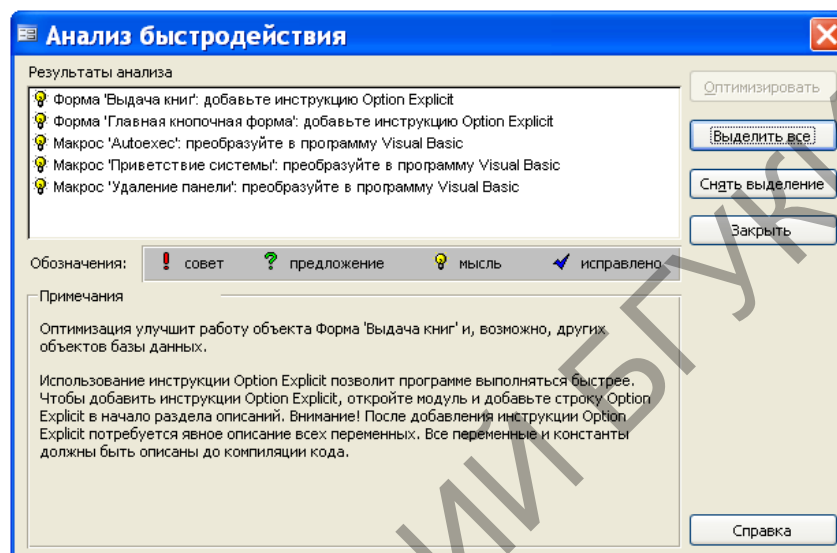 Анализ быстродействия
Результаты анализа
Форма 'Выдача книг': добавьте инструкцию Option Explicit
Форма 'Главная кнопочная форма': добавьте инструкцию Option Explicit
Макрос 'Autoexec': преобразуйте в программу Visual Basic
Макрос 'Приветствие системы': преобразуйте в программу Visual Basic
Макрос 'Удаление панели': преобразуйте в программу Visual Basic
Оптимизировать
Выделить все
Снять выделение
Закрыть
Обозначения: совет предложение мысль исправлено
Примечания
Оптимизация улучшит работу объекта Форма 'Выдача книг' и, возможно, других
объектов базы данных.
Использование инструкции Option Explicit позволит программе выполняться быстрее.
Чтобы добавить инструкции Option Explicit, откройте модуль и добавьте строку Option
Explicit в начало раздела описаний. Внимание! После добавления инструкции Option
Explicit потребуется явное описание всех переменных. Все переменные и константы
должны быть описаны до компиляции кода.
Справка
БГУКИ